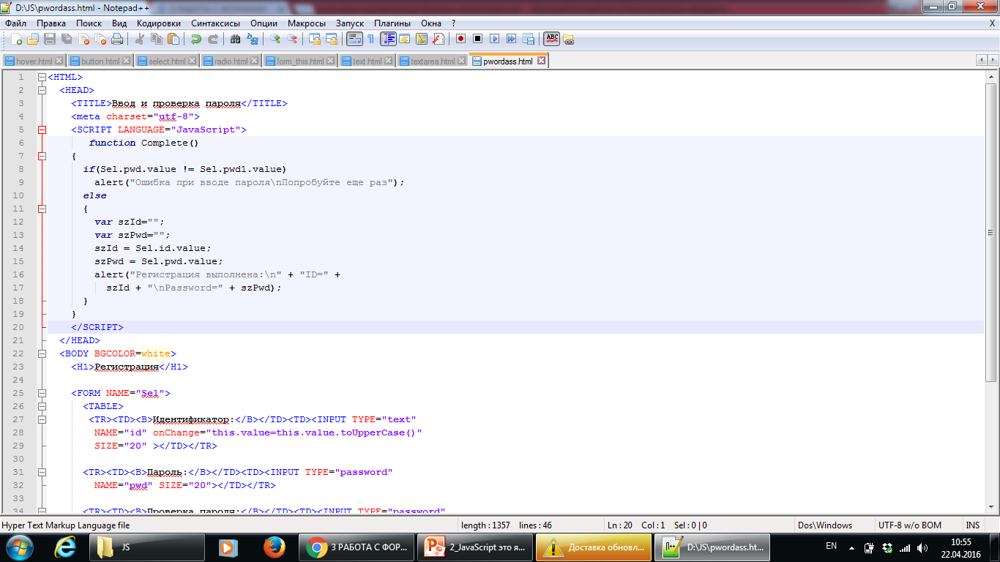 D:\JS\pwordass.html - Notepad++
Файл Правка Поиск Вид Кодировки Синтаксисы Опции Макросы Запуск Плагины Окна ? X
hover.html button.html select.html radio.html form_this.html text.html textarea.html pwordass.html
1 <HTML>
2 <HEAD>
3 <TITLE>Ввод и проверка пароля</TITLE>
4 <meta charset="utf-8">
5 <SCRIPT LANGUAGE="JavaScript">
6 function Complete()
7 {
8 if(Sel.pwd.value != Sel.pwd1.value)
9 alert("Ошибка при вводе пароля\nПопробуйте еще раз");
10 else
11 {
12 var szId="";
13 var szPwd="";
14 szId = Sel.id.value;
15 szPwd = Sel.pwd.value;
16 alert("Регистрация выполнена:\n" + "ID=" +
17 szId + "\nPassword=" + szPwd);
18 }
19 }
20 </SCRIPT>
21 </HEAD>
22 <BODY BGCOLOR=white>
23 <H1>Регистрация</H1>
24
25 <FORM NAME="Sel">
26 <TABLE>
27 <TR><TD><B>Идентификатор:</B></TD><TD><INPUT TYPE="text"
28 NAME="id" onChange="this.value=this.value.toUpperCase()"
29 SIZE="20" ></TD></TR>
30
31 <TR><TD><B>Пароль:</B></TD><TD><INPUT TYPE="password"
32 NAME="pwd" SIZE="20"></TD></TR>
33
34 <TR><TD><B>Проверка пароля:</B></TD><TD><INPUT TYPE="password"
Hyper Text Markup Language file length : 1357 lines : 46 Ln : 20 Col : 1 Sel : 0 | 0 Dos\Windows UTF-8 w/o BOM INS
JS 3 РАБОТА С ФОР... 2_JavaScript это я... Доставка обновл... D:\JS\pwordass.ht... EN 10:55
22.04.2016